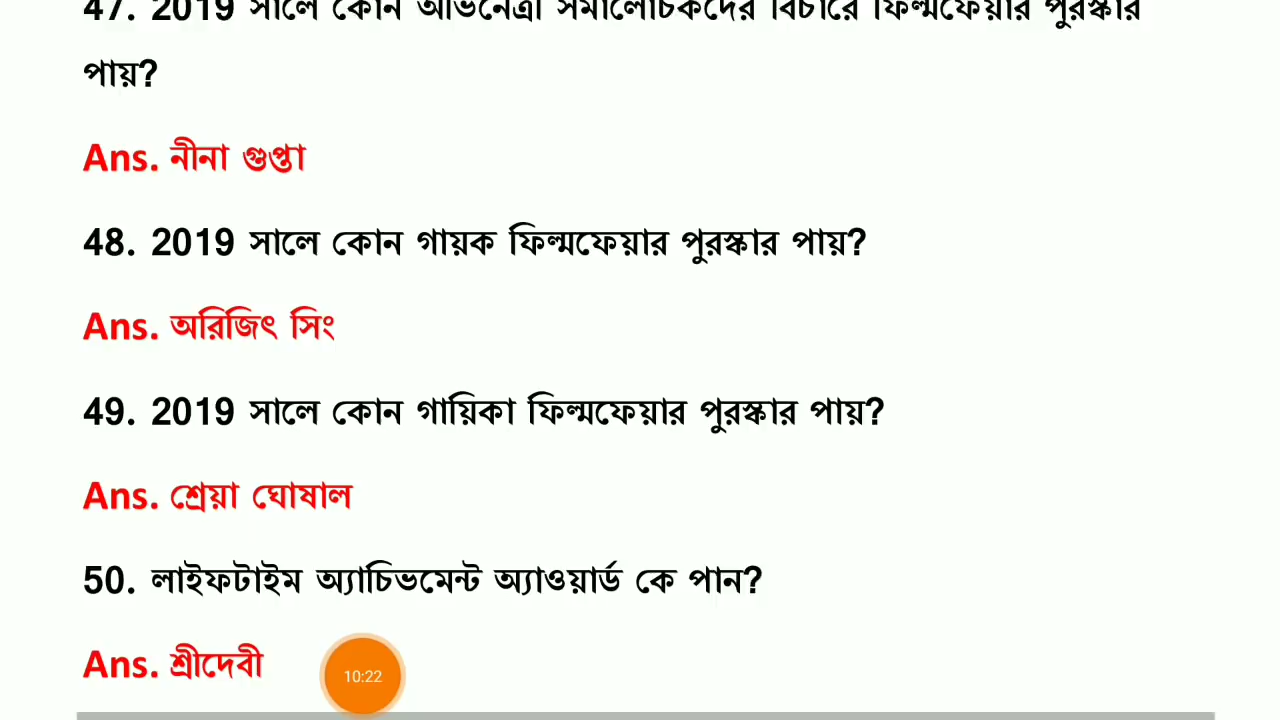 47. 2019 সালে কোন অভিনেত্রী সমালোচকদের বিচারে ফিল্মফেয়ার পুরস্কার
পায়?
Ans. নীনা গুপ্তা
48. 2019 সালে কোন গায়ক ফিল্মফেয়ার পুরস্কার পায়?
Ans. অরিজিৎ সিং
49. 2019 সালে কোন গায়িকা ফিল্মফেয়ার পুরস্কার পায়?
Ans. শ্রেয়া ঘোষাল
50. লাইফটাইম অ্যাচিভমেন্ট অ্যাওয়ার্ড কে পান?
Ans. শ্রীদেবী
10:22